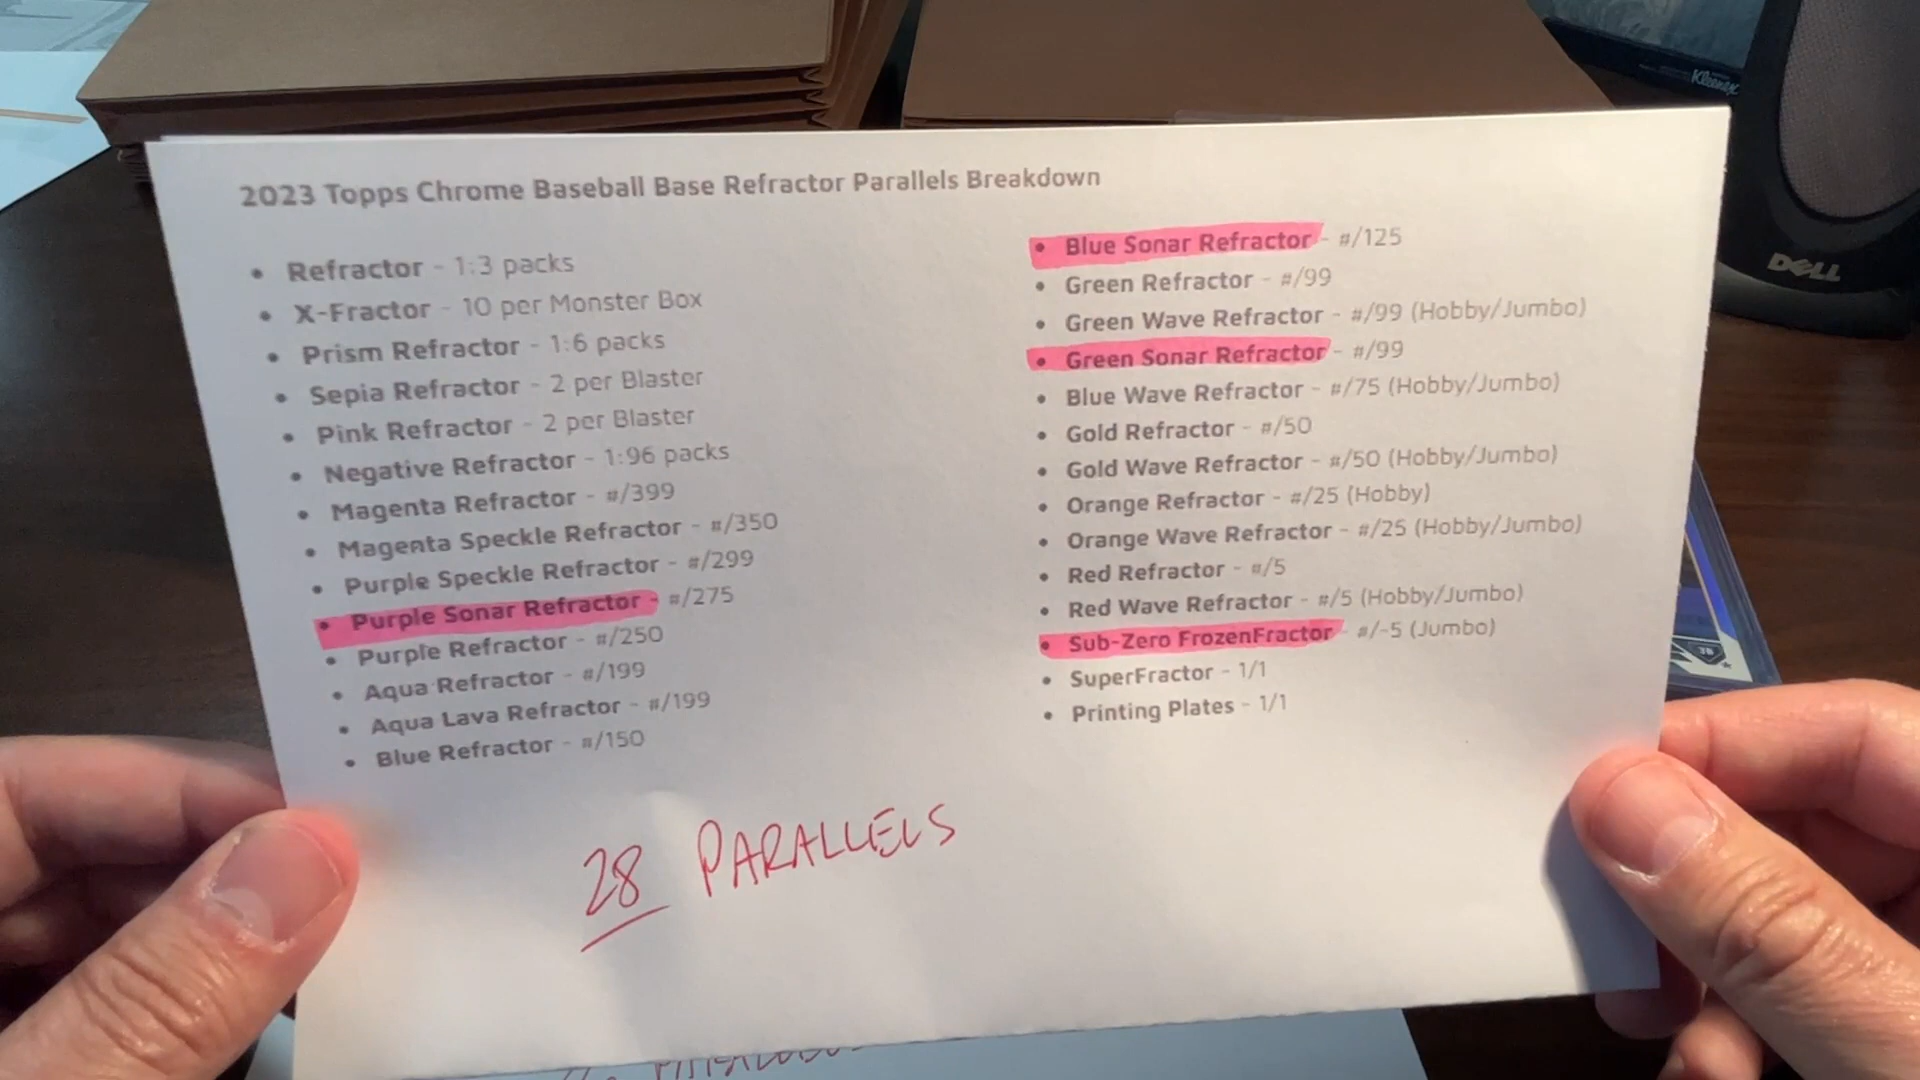 2023 Topps Chrome Baseball Base Refractor Parallels Breakdown
• Refractor - 1:3 packs
• X-Fractor - 10 per Monster Box
• Prism Refractor - 1:6 packs
• Sepia Refractor - 2 per Blaster
• Pink Refractor - 2 per Blaster
• Negative Refractor - 1:96 packs
• Magenta Refractor - #/399
• Magenta Speckle Refractor - #/350
• Purple Speckle Refractor - #/299
• Purple Sonar Refractor - #/275
• Purple Refractor - #/250
• Aqua Refractor - #/199
• Aqua Lava Refractor - #/199
• Blue Refractor - #/150
• Blue Sonar Refractor - #/125
• Green Refractor - #/99
• Green Wave Refractor - #/99 (Hobby/Jumbo)
• Green Sonar Refractor - #/99
• Blue Wave Refractor - #/75 (Hobby/Jumbo)
• Gold Refractor - #/50
• Gold Wave Refractor - #/50 (Hobby/Jumbo)
• Orange Refractor - #/25 (Hobby)
• Orange Wave Refractor - #/25 (Hobby/Jumbo)
• Red Refractor - #/5
• Red Wave Refractor - #/5 (Hobby/Jumbo)
• Sub-Zero FrozenFractor - #/-5 (Jumbo)
• SuperFractor - 1/1
• Printing Plates - 1/1
28 PARALLELS
Kleenex
DELL